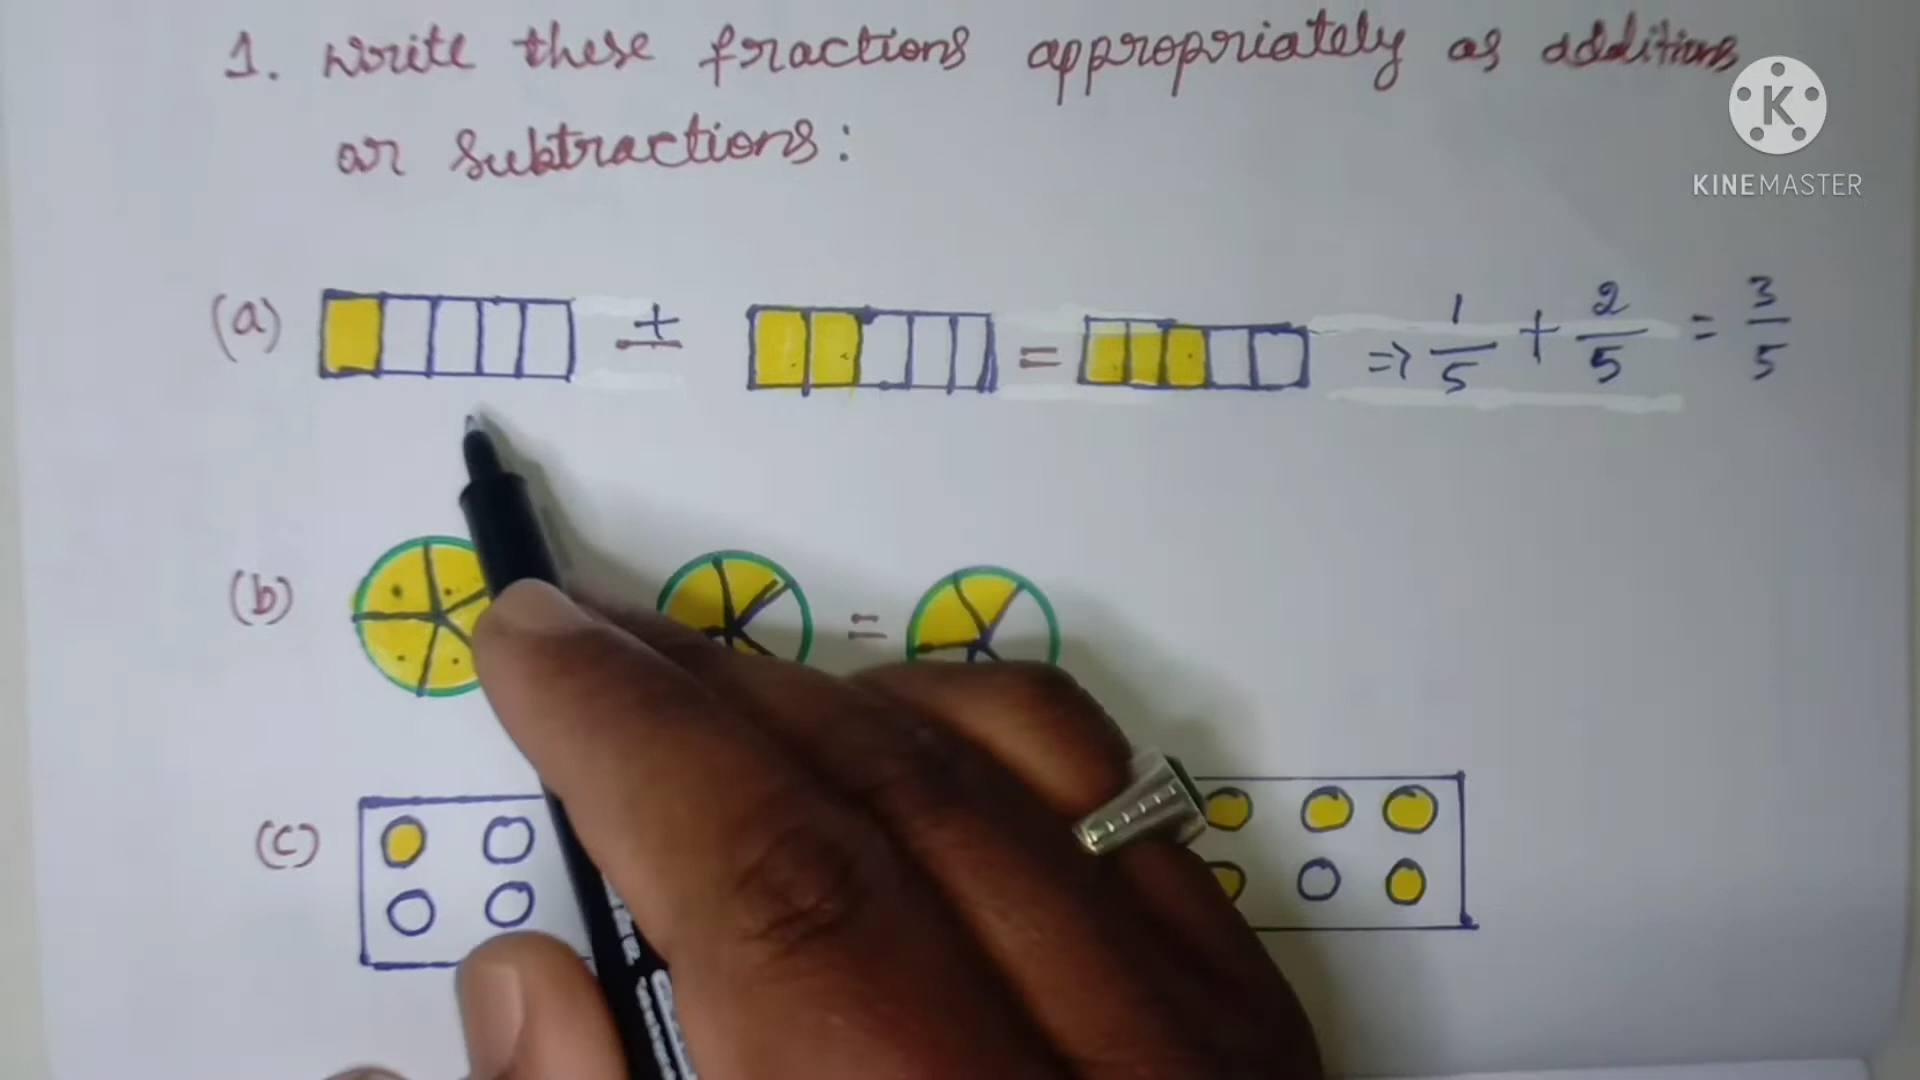 1. Write these fractions appropriately as additions
or subtractions:
K
KINEMASTER
(a) + = => 1/5 + 2/5 = 3/5
(b) =
(c)